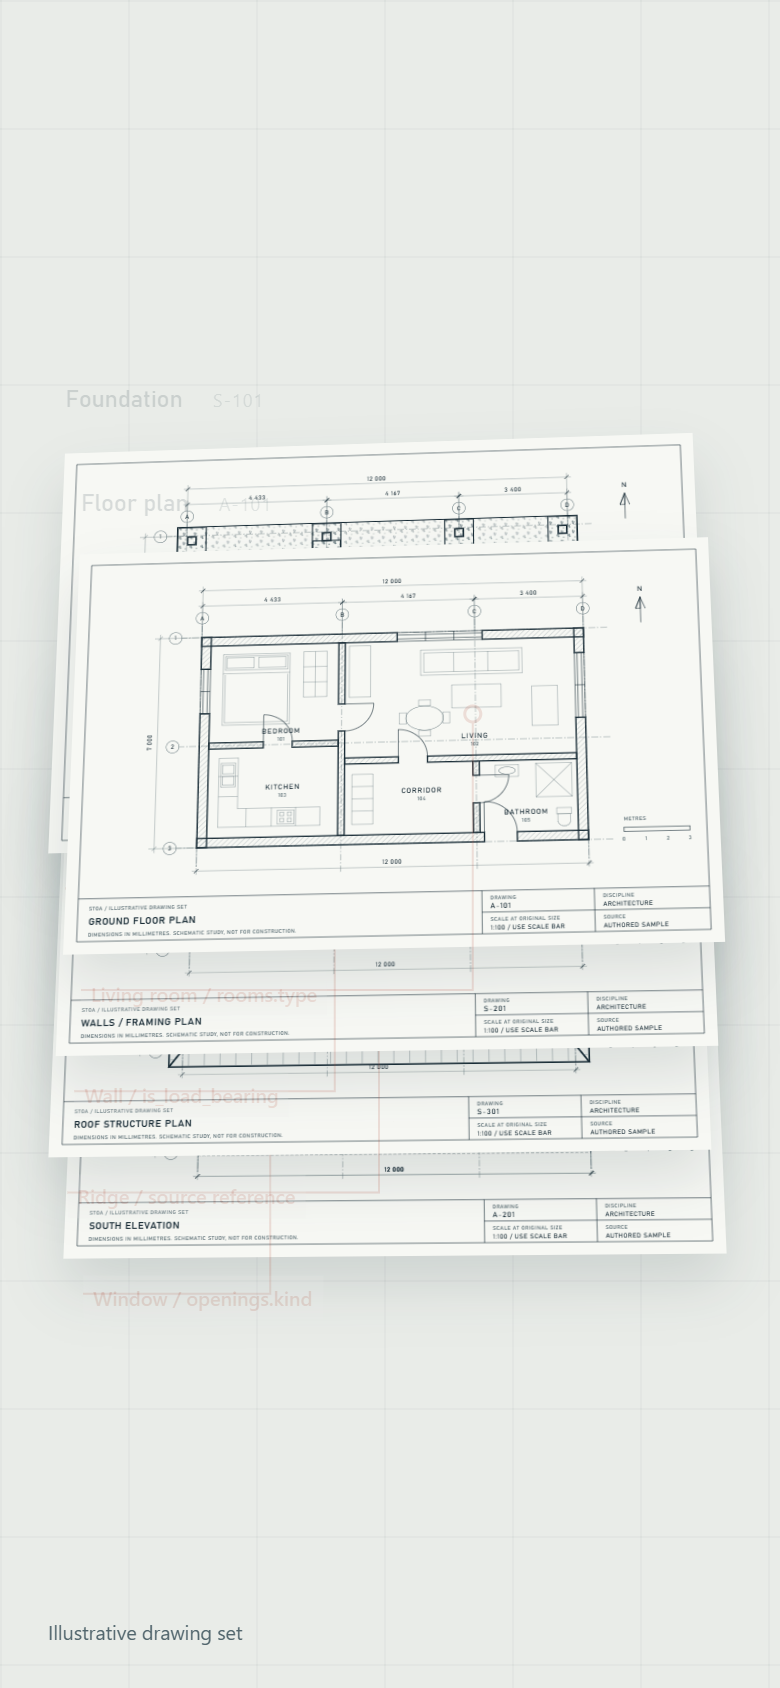 Foundation S-101
12 000
4 433 4 167 3 400
N
Floor plan A-101
A B C D
1
12 000
4 433 4 167 3 400
N
A B C D
1
2
3
7 000
BEDROOM
101
LIVING
102
KITCHEN
103
CORRIDOR
104
BATHROOM
105
METRES
0 1 2 3
12 000
STOA / ILLUSTRATIVE DRAWING SET
GROUND FLOOR PLAN
DIMENSIONS IN MILLIMETRES. SCHEMATIC STUDY, NOT FOR CONSTRUCTION.
DRAWING
A-101
SCALE AT ORIGINAL SIZE
1:100 / USE SCALE BAR
DISCIPLINE
ARCHITECTURE
SOURCE
AUTHORED SAMPLE
12 000
Living room / rooms.type
STOA / ILLUSTRATIVE DRAWING SET
WALLS / FRAMING PLAN
DIMENSIONS IN MILLIMETRES. SCHEMATIC STUDY, NOT FOR CONSTRUCTION.
DRAWING
S-201
SCALE AT ORIGINAL SIZE
1:100 / USE SCALE BAR
DISCIPLINE
ARCHITECTURE
SOURCE
AUTHORED SAMPLE
12 000
Wall / is_load_bearing
STOA / ILLUSTRATIVE DRAWING SET
ROOF STRUCTURE PLAN
DIMENSIONS IN MILLIMETRES. SCHEMATIC STUDY, NOT FOR CONSTRUCTION.
DRAWING
S-301
SCALE AT ORIGINAL SIZE
1:100 / USE SCALE BAR
DISCIPLINE
ARCHITECTURE
SOURCE
AUTHORED SAMPLE
12 000
Ridge / source reference
STOA / ILLUSTRATIVE DRAWING SET
SOUTH ELEVATION
DIMENSIONS IN MILLIMETRES. SCHEMATIC STUDY, NOT FOR CONSTRUCTION.
DRAWING
A-201
SCALE AT ORIGINAL SIZE
1:100 / USE SCALE BAR
DISCIPLINE
ARCHITECTURE
SOURCE
AUTHORED SAMPLE
Window / openings.kind
Illustrative drawing set